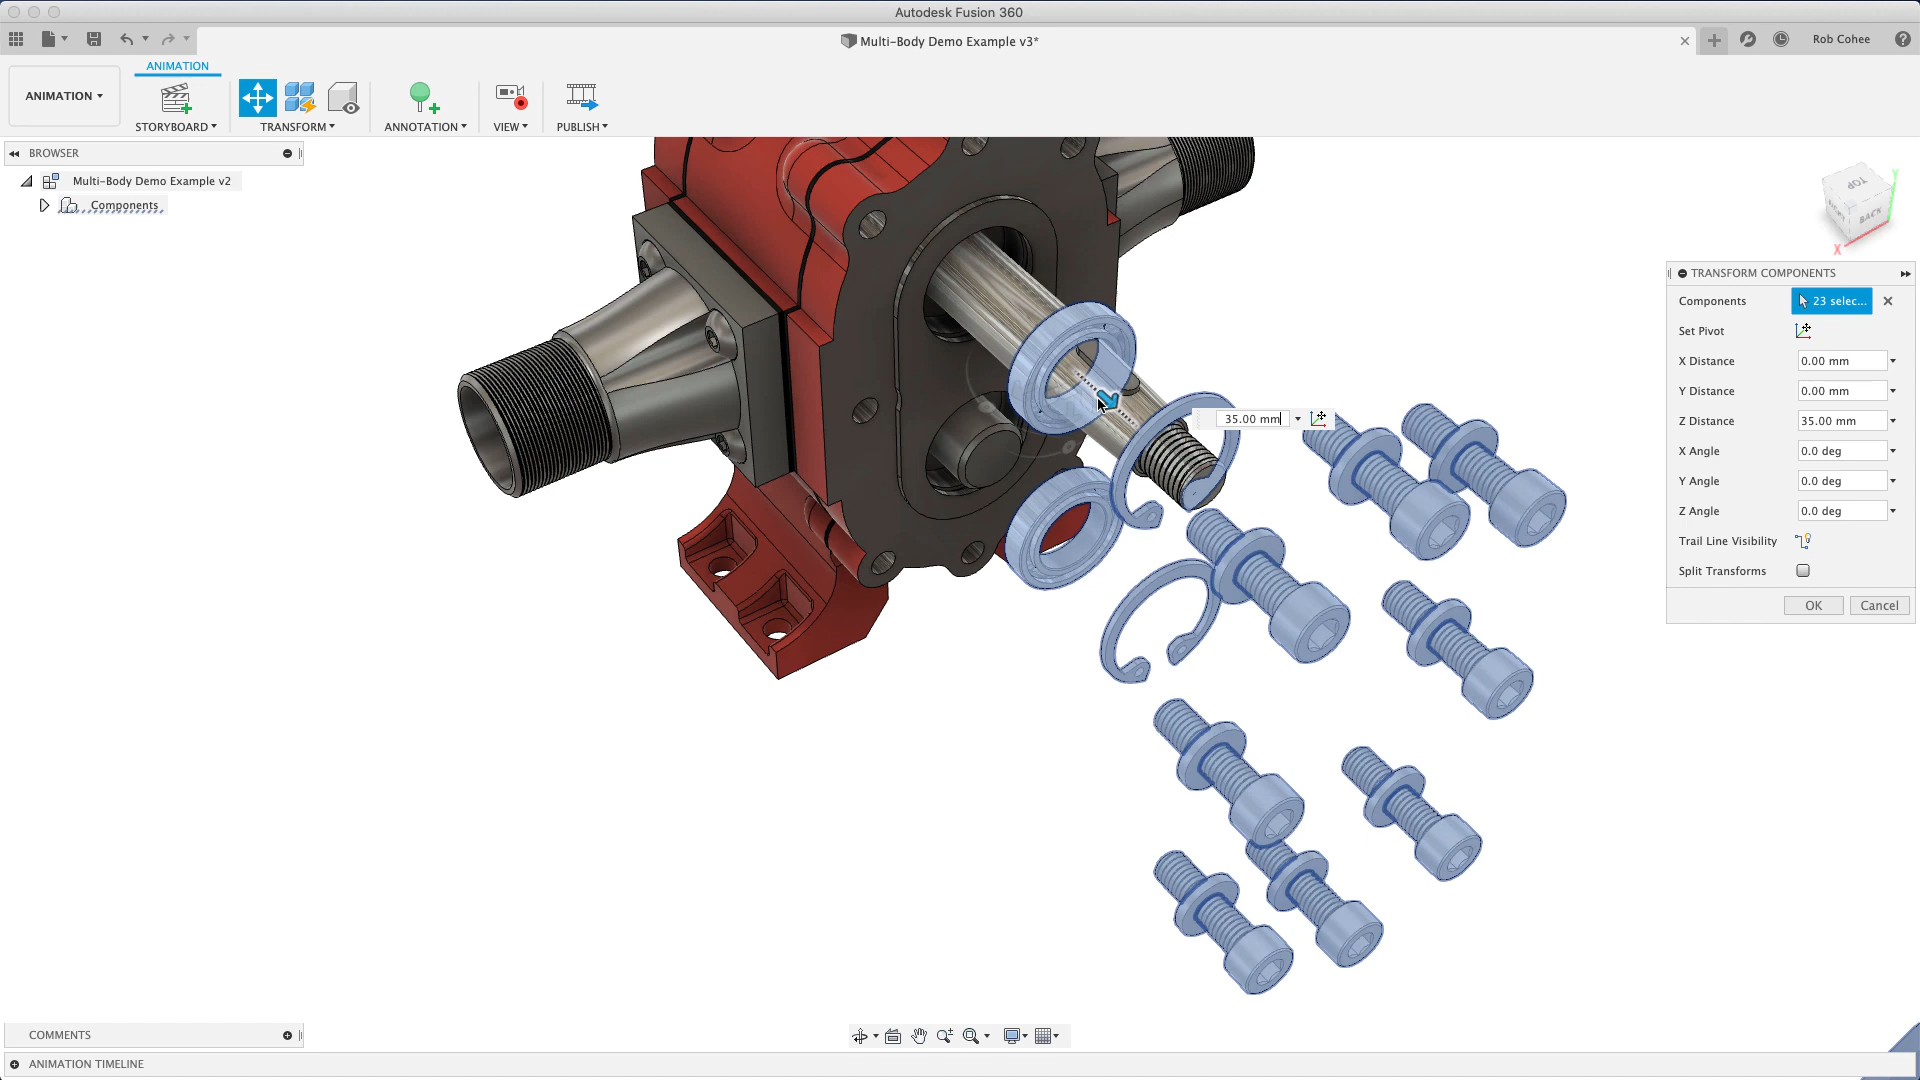 Autodesk Fusion 360
Multi-Body Demo Example v3*
Rob Cohee
ANIMATION
ANIMATION
STORYBOARD
TRANSFORM
ANNOTATION
VIEW
PUBLISH
BROWSER
Multi-Body Demo Example v2
Components
TOP
BACK
Y
X
TRANSFORM COMPONENTS
Components 23 selec...
Set Pivot
X Distance 0.00 mm
Y Distance 0.00 mm
Z Distance 35.00 mm
X Angle 0.0 deg
Y Angle 0.0 deg
Z Angle 0.0 deg
Trail Line Visibility
Split Transforms
OK Cancel
35.00 mm
COMMENTS
ANIMATION TIMELINE